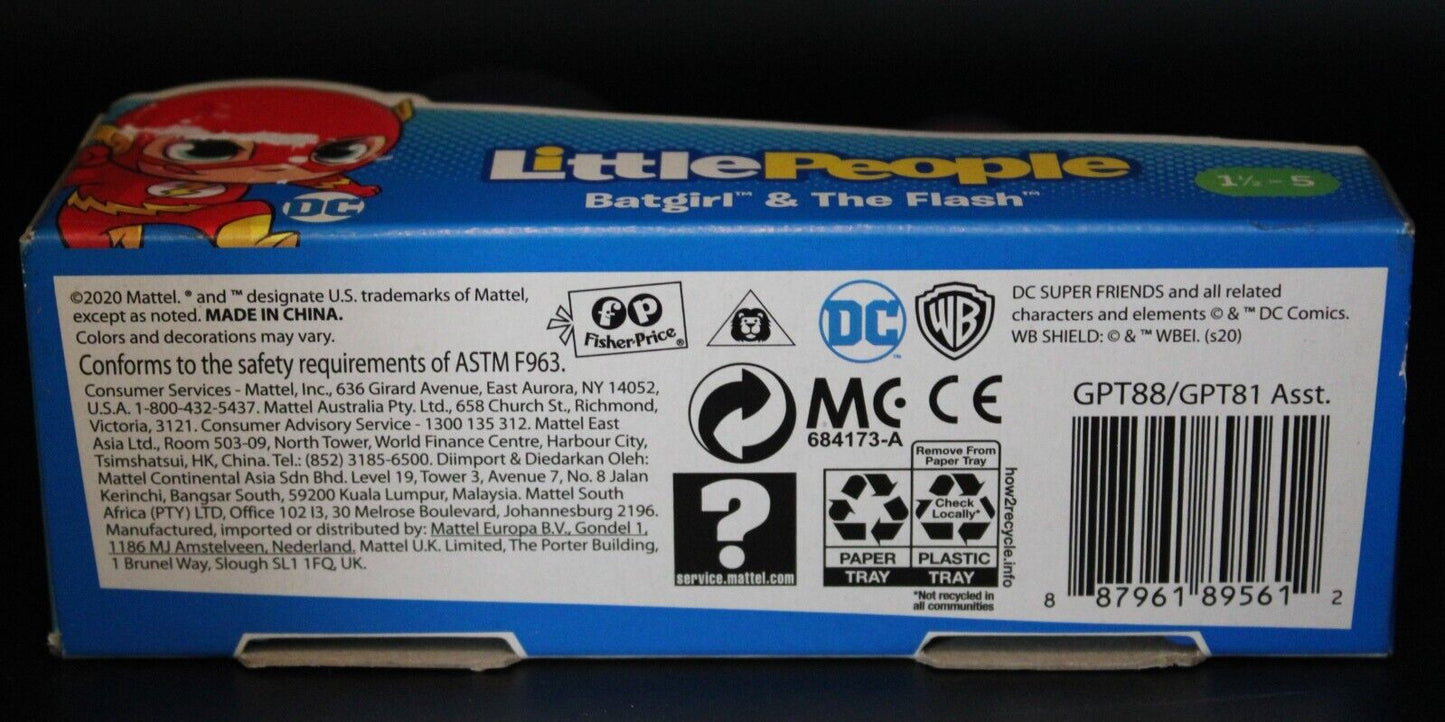 LittlePeople
Batgirl™ & The Flash™
1½ - 5
DC
©2020 Mattel. ® and ™ designate U.S. trademarks of Mattel,
except as noted. MADE IN CHINA.
Colors and decorations may vary.
Conforms to the safety requirements of ASTM F963.
Consumer Services - Mattel, Inc., 636 Girard Avenue, East Aurora, NY 14052,
U.S.A. 1-800-432-5437. Mattel Australia Pty. Ltd., 658 Church St., Richmond,
Victoria, 3121. Consumer Advisory Service - 1300 135 312. Mattel East
Asia Ltd., Room 503-09, North Tower, World Finance Centre, Harbour City,
Tsimshatsui, HK, China. Tel.: (852) 3185-6500. Diimport & Diedarkan Oleh:
Mattel Continental Asia Sdn Bhd. Level 19, Tower 3, Avenue 7, No. 8 Jalan
Kerinchi, Bangsar South, 59200 Kuala Lumpur, Malaysia. Mattel South
Africa (PTY) LTD, Office 102 I3, 30 Melrose Boulevard, Johannesburg 2196.
Manufactured, imported or distributed by: Mattel Europa B.V., Gondel 1,
1186 MJ Amstelveen, Nederland. Mattel U.K. Limited, The Porter Building,
1 Brunel Way, Slough SL1 1FQ, UK.
fp
Fisher-Price®
DC™
WB
DC SUPER FRIENDS and all related
characters and elements © & ™ DC Comics.
WB SHIELD: © & ™ WBEI. (s20)
MC
684173-A
CE
?
service.mattel.com
Remove From
Paper Tray
Check
Locally*
PAPER
TRAY
PLASTIC
TRAY
*Not recycled in
all communities
how2recycle.info
GPT88/GPT81 Asst.
8 87961 89561 2